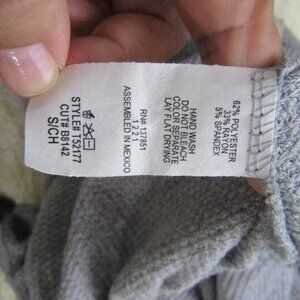 62% POLYESTER
33% RAYON
5% SPANDEX
HAND WASH
DO NOT BLEACH
COLOR SEPARATE
LAY FLAT DRYING
RN# 137851
1221
ASSEMBLED IN MEXICO
STYLE# T52177
CUT# B8142
S/CH